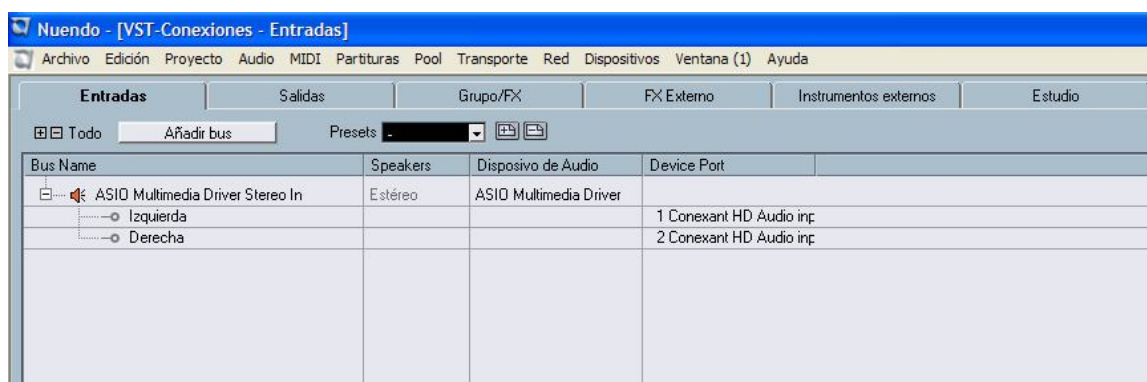 Nuendo - [VST-Conexiones - Entradas]
Archivo Edición Proyecto Audio MIDI Partituras Pool Transporte Red Dispositivos Ventana (1) Ayuda
Entradas Salidas Grupo/FX FX Externo Instrumentos externos Estudio
Todo Añadir bus Presets -
Bus Name Speakers Disposivo de Audio Device Port
ASIO Multimedia Driver Stereo In Estéreo ASIO Multimedia Driver
Izquierda 1 Conexant HD Audio inp
Derecha 2 Conexant HD Audio inp